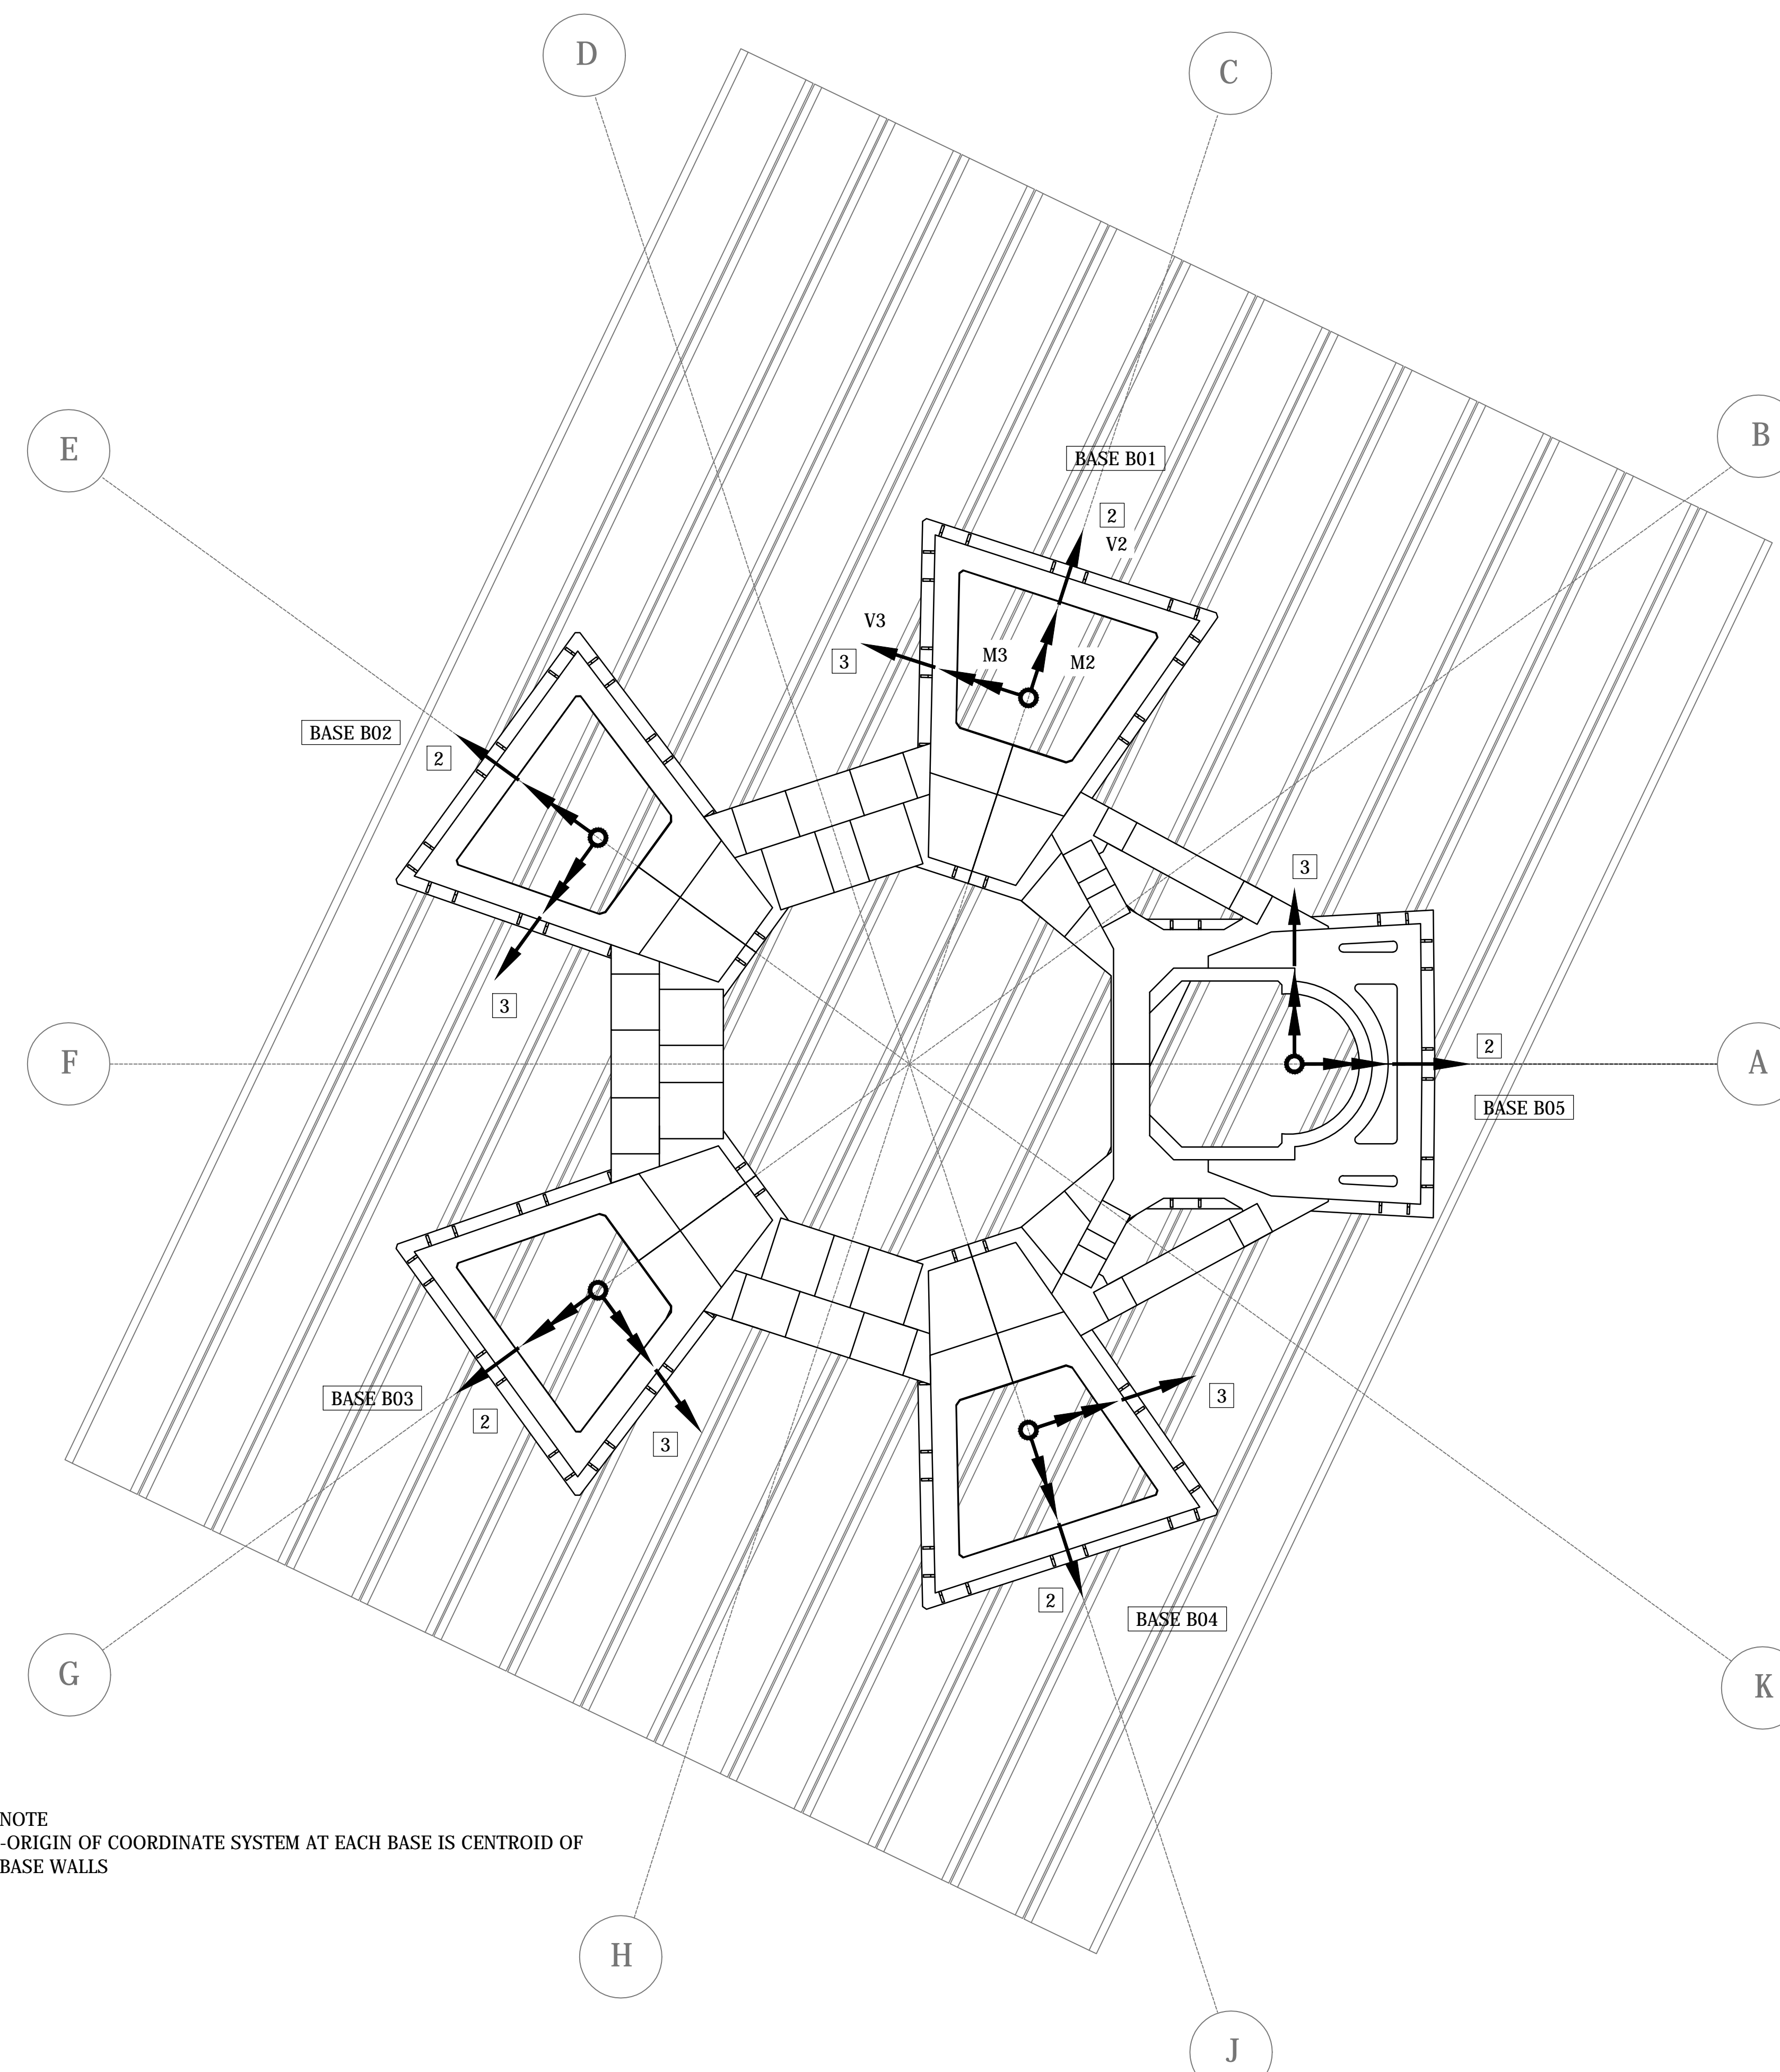 D
C
B
E
BASE B01
2
V2
V3
M3
M2
3
BASE B02
2
3
3
F
2
A
BASE B05
BASE B03
2
3
3
2
BASE B04
G
K
NOTE
-ORIGIN OF COORDINATE SYSTEM AT EACH BASE IS CENTROID OF
BASE WALLS
H
J